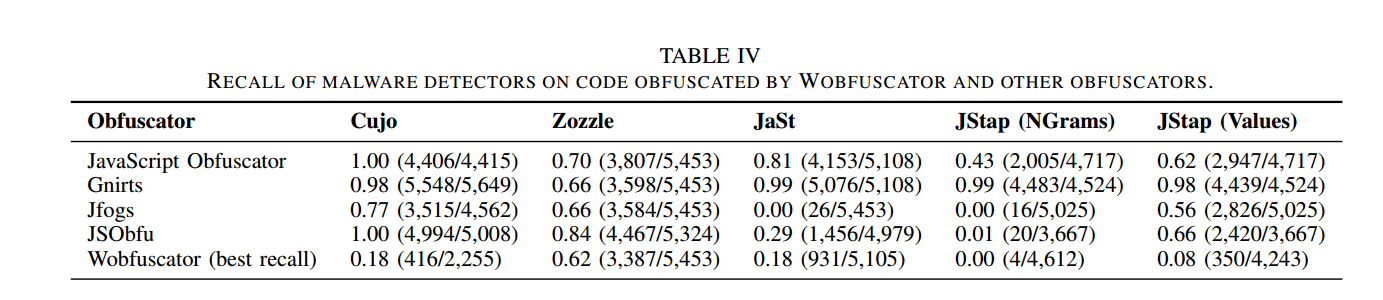 TABLE IV
RECALL OF MALWARE DETECTORS ON CODE OBFUSCATED BY WOBFUSCATOR AND OTHER OBFUSCATORS.
Obfuscator Cujo Zozzle JaSt JStap (NGrams) JStap (Values)
JavaScript Obfuscator 1.00 (4,406/4,415) 0.70 (3,807/5,453) 0.81 (4,153/5,108) 0.43 (2,005/4,717) 0.62 (2,947/4,717)
Gnirts 0.98 (5,548/5,649) 0.66 (3,598/5,453) 0.99 (5,076/5,108) 0.99 (4,483/4,524) 0.98 (4,439/4,524)
Jfogs 0.77 (3,515/4,562) 0.66 (3,584/5,453) 0.00 (26/5,453) 0.00 (16/5,025) 0.56 (2,826/5,025)
JSObfu 1.00 (4,994/5,008) 0.84 (4,467/5,324) 0.29 (1,456/4,979) 0.01 (20/3,667) 0.66 (2,420/3,667)
Wobfuscator (best recall) 0.18 (416/2,255) 0.62 (3,387/5,453) 0.18 (931/5,105) 0.00 (4/4,612) 0.08 (350/4,243)